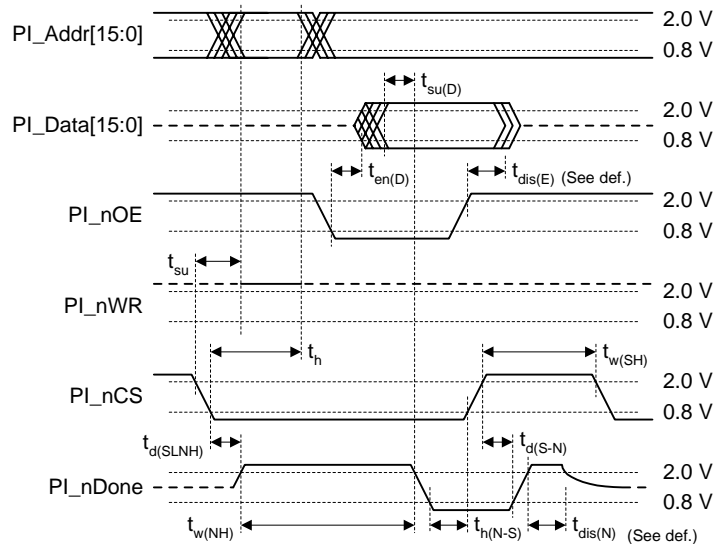 PI_Addr[15:0]
2.0 V
0.8 V
t_su(D)
PI_Data[15:0]
2.0 V
0.8 V
t_en(D)
t_dis(E) (See def.)
PI_nOE
2.0 V
0.8 V
t_su
PI_nWR
2.0 V
0.8 V
t_h
t_w(SH)
PI_nCS
2.0 V
0.8 V
t_d(SLNH)
t_d(S-N)
PI_nDone
2.0 V
0.8 V
t_w(NH)
t_h(N-S)
t_dis(N) (See def.)